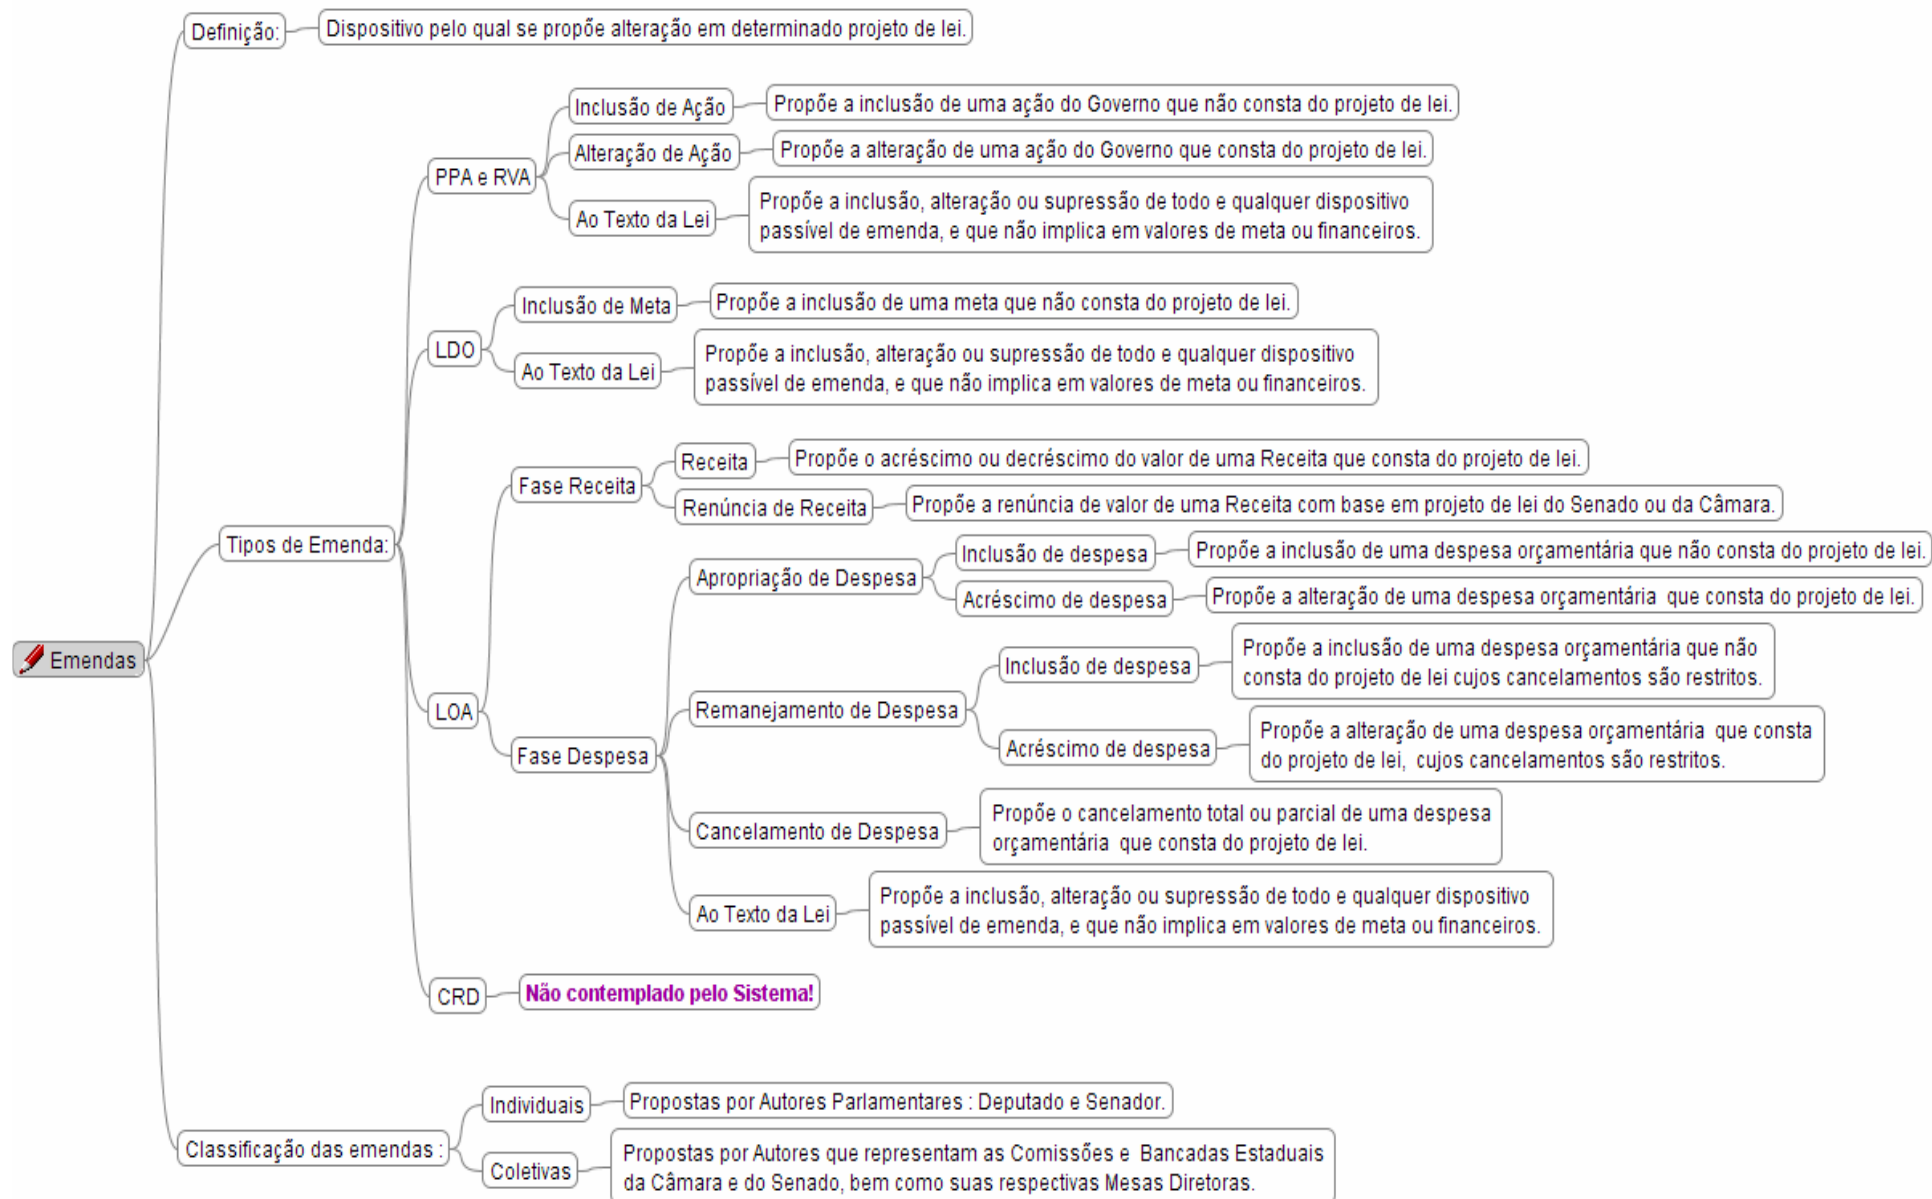 Definição:
Dispositivo pelo qual se propõe alteração em determinado projeto de lei.
Inclusão de Ação
Propõe a inclusão de uma ação do Governo que não consta do projeto de lei.
Alteração de Ação
Propõe a alteração de uma ação do Governo que consta do projeto de lei.
PPA e RVA
Ao Texto da Lei
Propõe a inclusão, alteração ou supressão de todo e qualquer dispositivo
passível de emenda, e que não implica em valores de meta ou financeiros.
Inclusão de Meta
Propõe a inclusão de uma meta que não consta do projeto de lei.
LDO
Ao Texto da Lei
Propõe a inclusão, alteração ou supressão de todo e qualquer dispositivo
passível de emenda, e que não implica em valores de meta ou financeiros.
Receita
Propõe o acréscimo ou decréscimo do valor de uma Receita que consta do projeto de lei.
Fase Receita
Renúncia de Receita
Propõe a renúncia de valor de uma Receita com base em projeto de lei do Senado ou da Câmara.
Tipos de Emenda:
Inclusão de despesa
Propõe a inclusão de uma despesa orçamentária que não consta do projeto de lei.
Apropriação de Despesa
Acréscimo de despesa
Propõe a alteração de uma despesa orçamentária  que consta do projeto de lei.
Emendas
Inclusão de despesa
Propõe a inclusão de uma despesa orçamentária que não
consta do projeto de lei cujos cancelamentos são restritos.
LOA
Remanejamento de Despesa
Acréscimo de despesa
Propõe a alteração de uma despesa orçamentária  que consta
do projeto de lei,  cujos cancelamentos são restritos.
Fase Despesa
Cancelamento de Despesa
Propõe o cancelamento total ou parcial de uma despesa
orçamentária  que consta do projeto de lei.
Ao Texto da Lei
Propõe a inclusão, alteração ou supressão de todo e qualquer dispositivo
passível de emenda, e que não implica em valores de meta ou financeiros.
CRD
Não contemplado pelo Sistema!
Individuais
Propostas por Autores Parlamentares : Deputado e Senador.
Classificação das emendas :
Coletivas
Propostas por Autores que representam as Comissões e  Bancadas Estaduais
da Câmara e do Senado, bem como suas respectivas Mesas Diretoras.